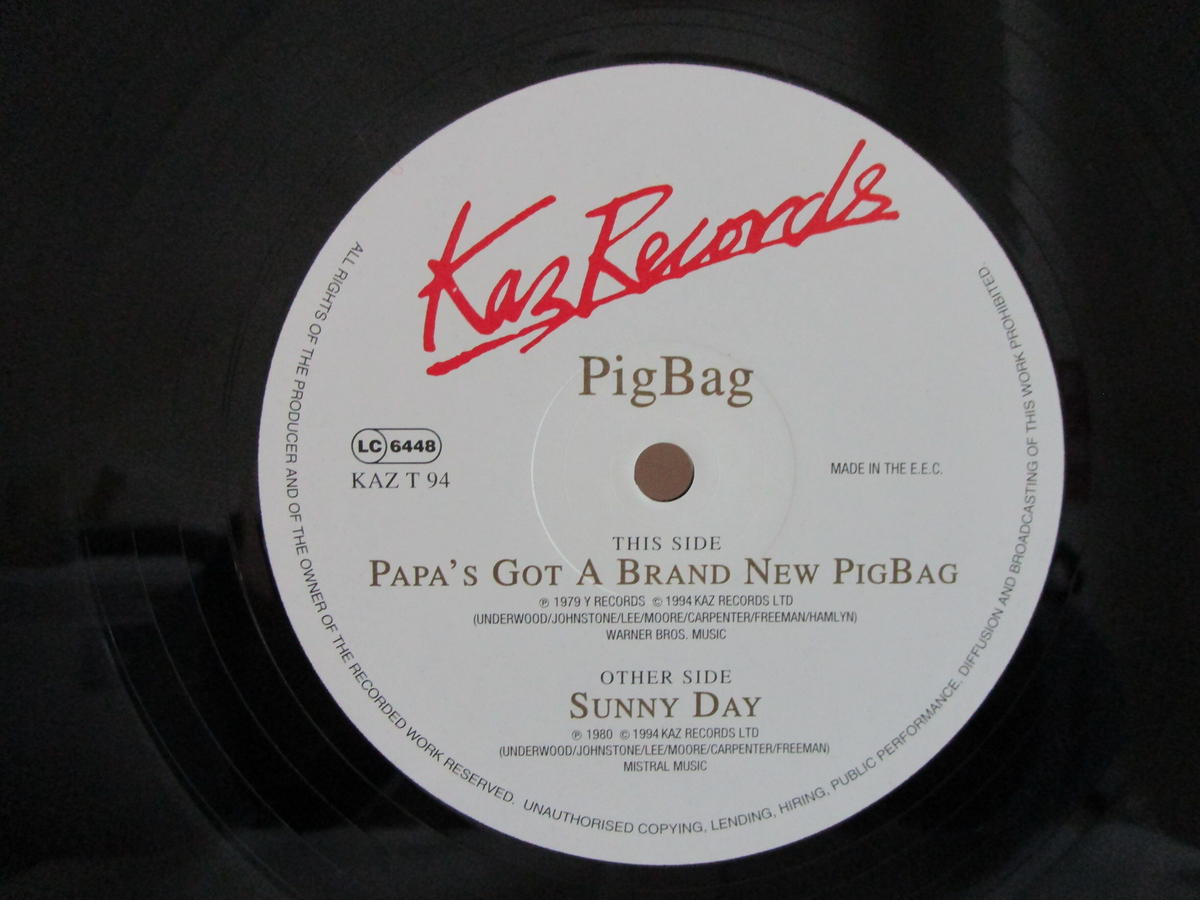 Kaz Records
PigBag
LC 6448
KAZ T 94
MADE IN THE E.E.C.
THIS SIDE
PAPA'S GOT A BRAND NEW PIGBAG
℗ 1979 Y RECORDS © 1994 KAZ RECORDS LTD
(UNDERWOOD/JOHNSTONE/LEE/MOORE/CARPENTER/FREEMAN/HAMLYN)
WARNER BROS. MUSIC
OTHER SIDE
SUNNY DAY
℗ 1980 © 1994 KAZ RECORDS LTD
(UNDERWOOD/JOHNSTONE/LEE/MOORE/CARPENTER/FREEMAN)
MISTRAL MUSIC
ALL RIGHTS OF THE PRODUCER AND OF THE OWNER OF THE RECORDED WORK RESERVED. UNAUTHORISED COPYING, LENDING, HIRING, PUBLIC PERFORMANCE, DIFFUSION AND BROADCASTING OF THIS WORK PROHIBITED.